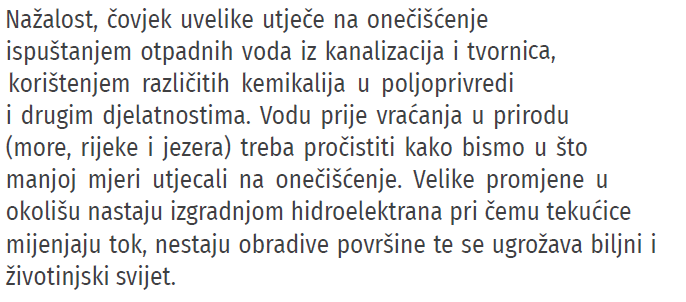 Nažalost, čovjek uvelike utječe na onečišćenje
ispuštanjem otpadnih voda iz kanalizacija i tvornica,
korištenjem različitih kemikalija u poljoprivredi
i drugim djelatnostima. Vodu prije vraćanja u prirodu
(more, rijeke i jezera) treba pročistiti kako bismo u što
manjoj mjeri utjecali na onečišćenje. Velike promjene u
okolišu nastaju izgradnjom hidroelektrana pri čemu tekućice
mijenjaju tok, nestaju obradive površine te se ugrožava biljni i
životinjski svijet.